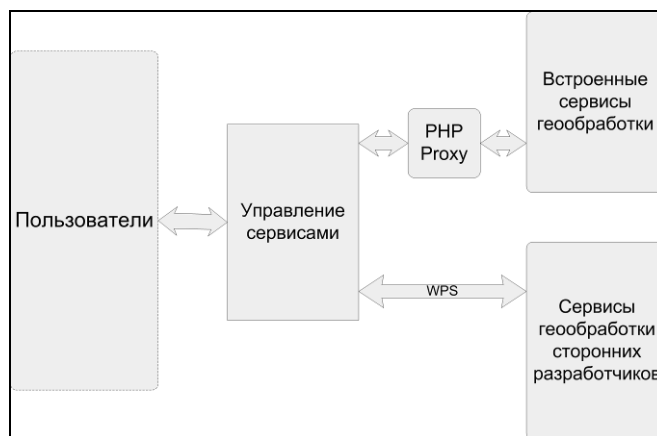 Пользователи
Управление
сервисами
PHP
Proxy
Встроенные
сервисы
геообработки
WPS
Сервисы
геообработки
сторонних
разработчиков